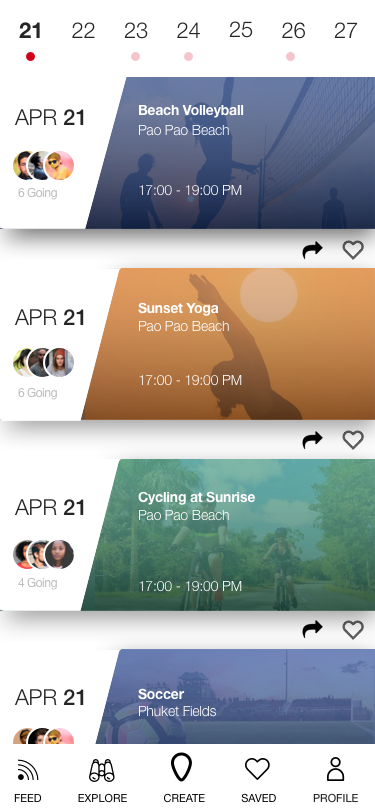 21 22 23 24 25 26 27
APR 21
6 Going
Beach Volleyball
Pao Pao Beach
17:00 - 19:00 PM
APR 21
6 Going
Sunset Yoga
Pao Pao Beach
17:00 - 19:00 PM
APR 21
4 Going
Cycling at Sunrise
Pao Pao Beach
17:00 - 19:00 PM
APR 21
Soccer
Phuket Fields
FEED EXPLORE CREATE SAVED PROFILE